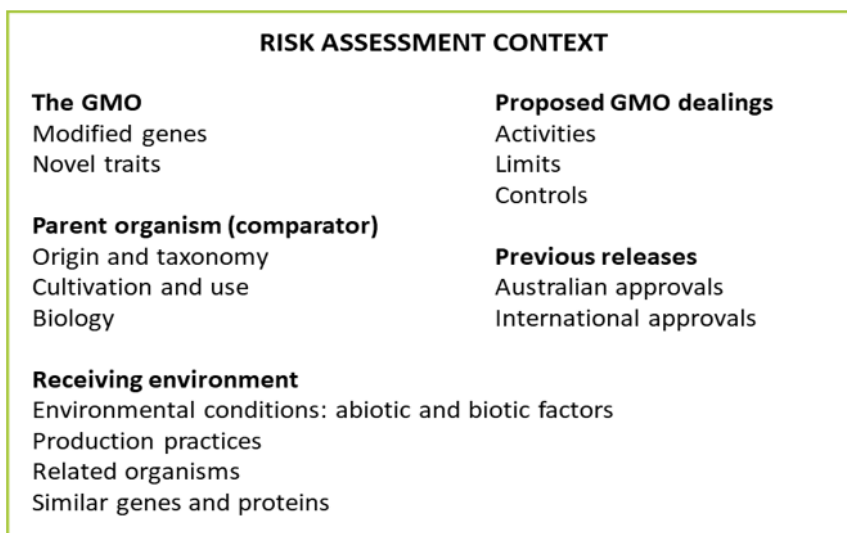 RISK ASSESSMENT CONTEXT
The GMO
Modified genes
Novel traits
Parent organism (comparator)
Origin and taxonomy
Cultivation and use
Biology
Proposed GMO dealings
Activities
Limits
Controls
Previous releases
Australian approvals
International approvals
Receiving environment
Environmental conditions: abiotic and biotic factors
Production practices
Related organisms
Similar genes and proteins